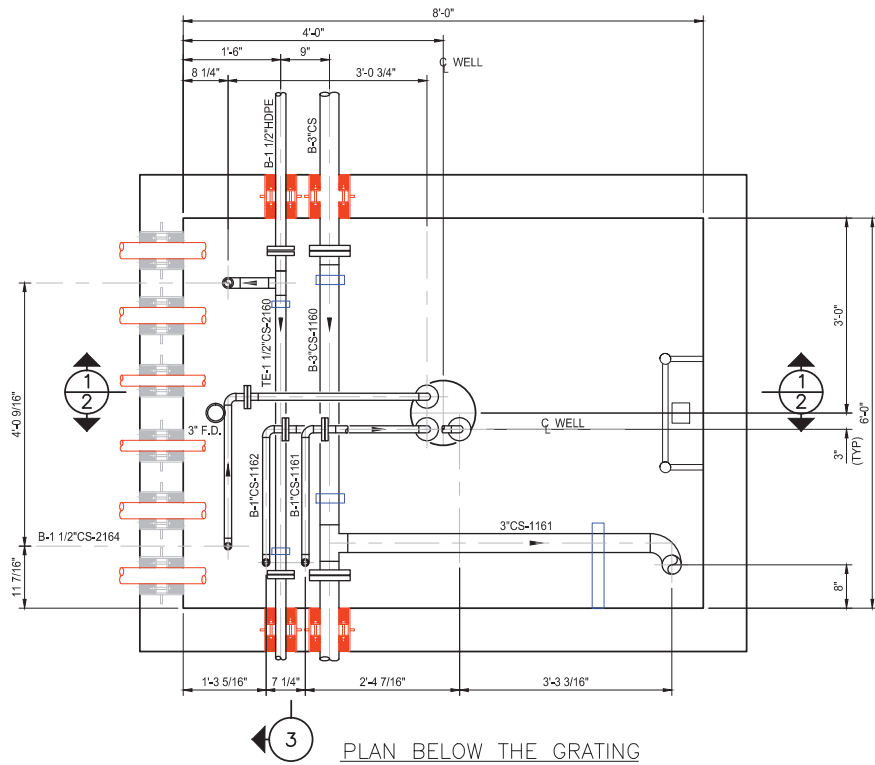 8'-0"
4'-0"
1'-6"
9"
℄ WELL
8 1/4"
3'-0 3/4"
B-1 1/2"HDPE
B-3"CS
TE-1 1/2"CS-2160
B-3"CS-1160
3'-0"
1
2
1
2
4'-0 9/16"
6'-0"
(TYP)
3" F.D.
℄ WELL
3"
B-1"CS-1162
B-1"CS-1161
3"CS-1161
B-1 1/2"CS-2164
11 7/16"
8"
1'-3 5/16"
7 1/4"
2'-4 7/16"
3'-3 3/16"
3
PLAN BELOW THE GRATING